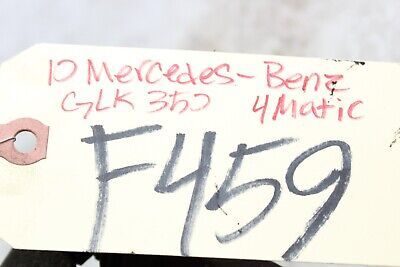 10 Mercedes-Benz
GLK 350 4Matic
F459